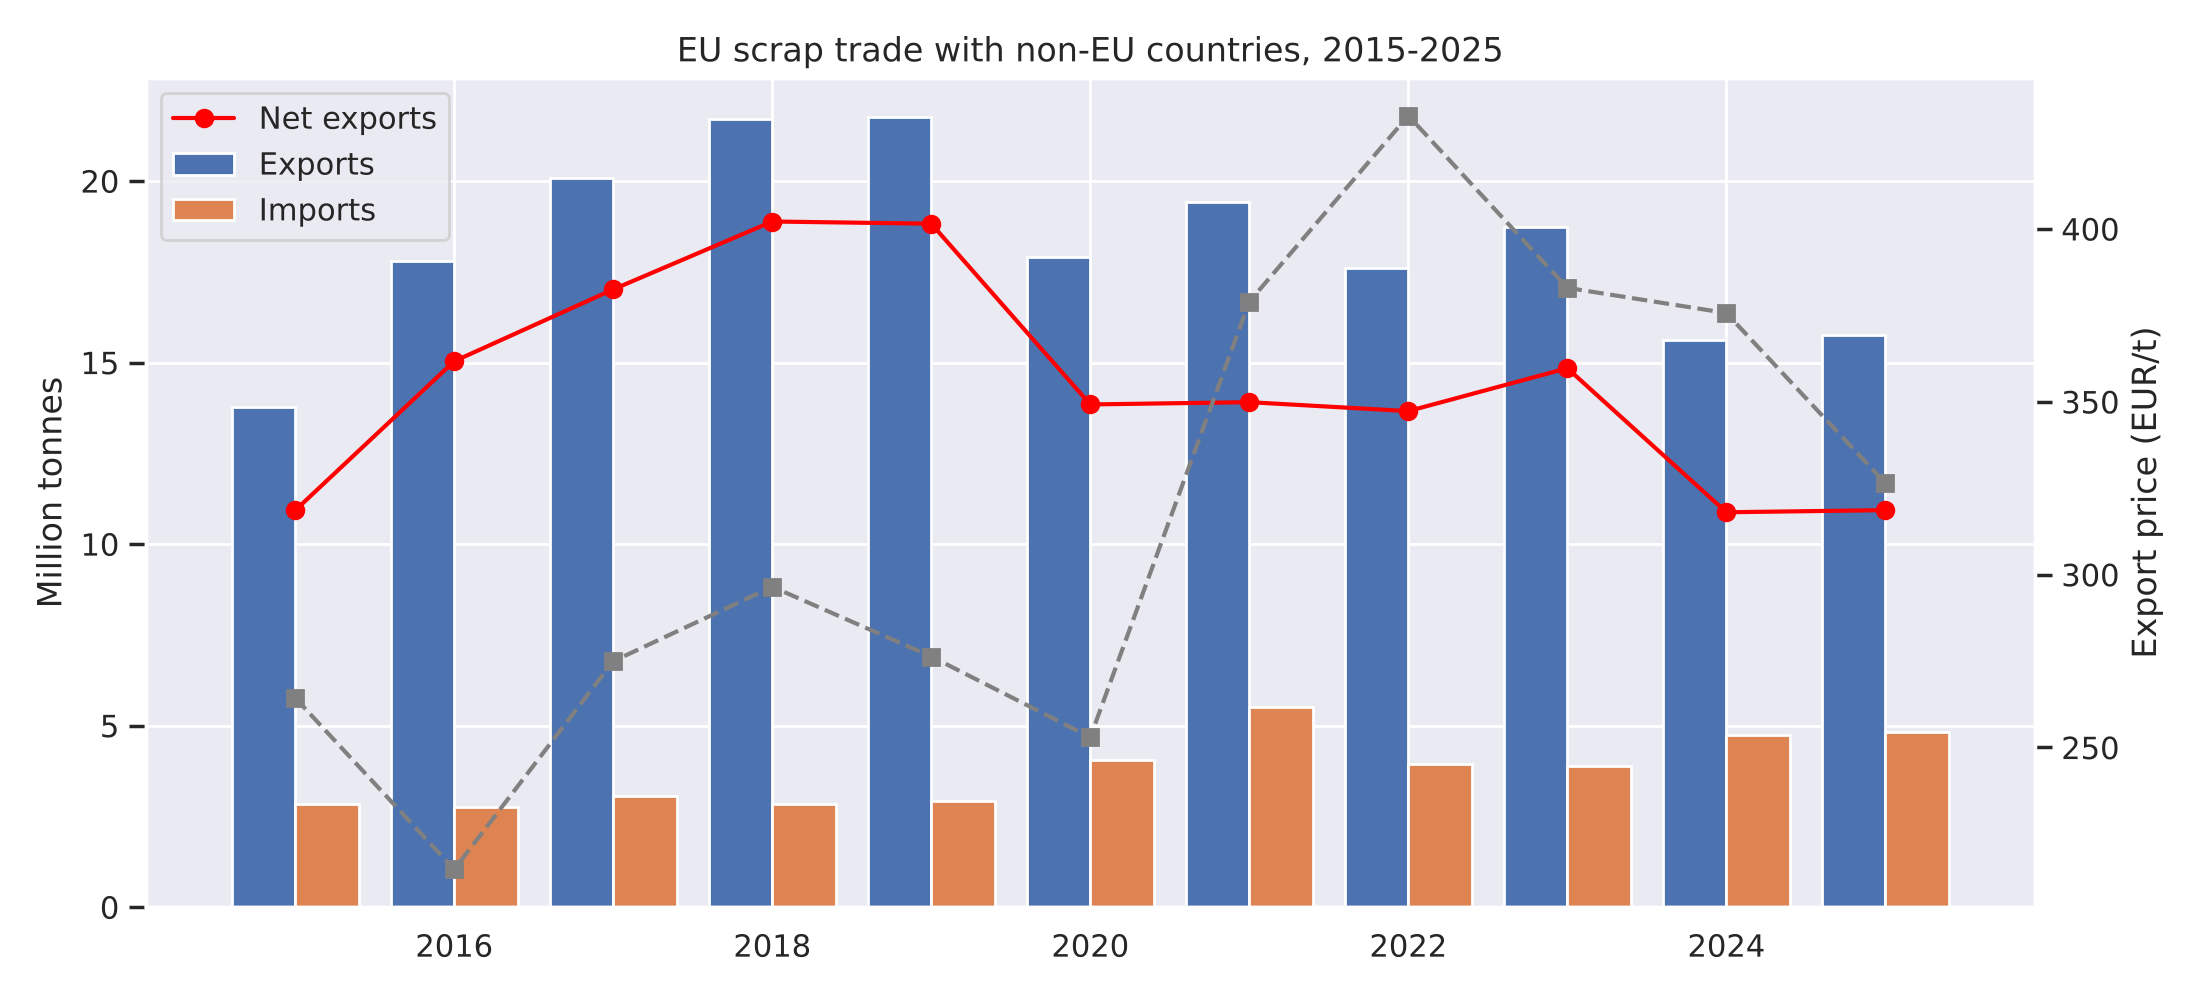 EU scrap trade with non-EU countries, 2015-2025
Net exports
Exports
Imports
Million tonnes
20
15
10
5
0
400
350
300
250
Export price (EUR/t)
2016
2018
2020
2022
2024